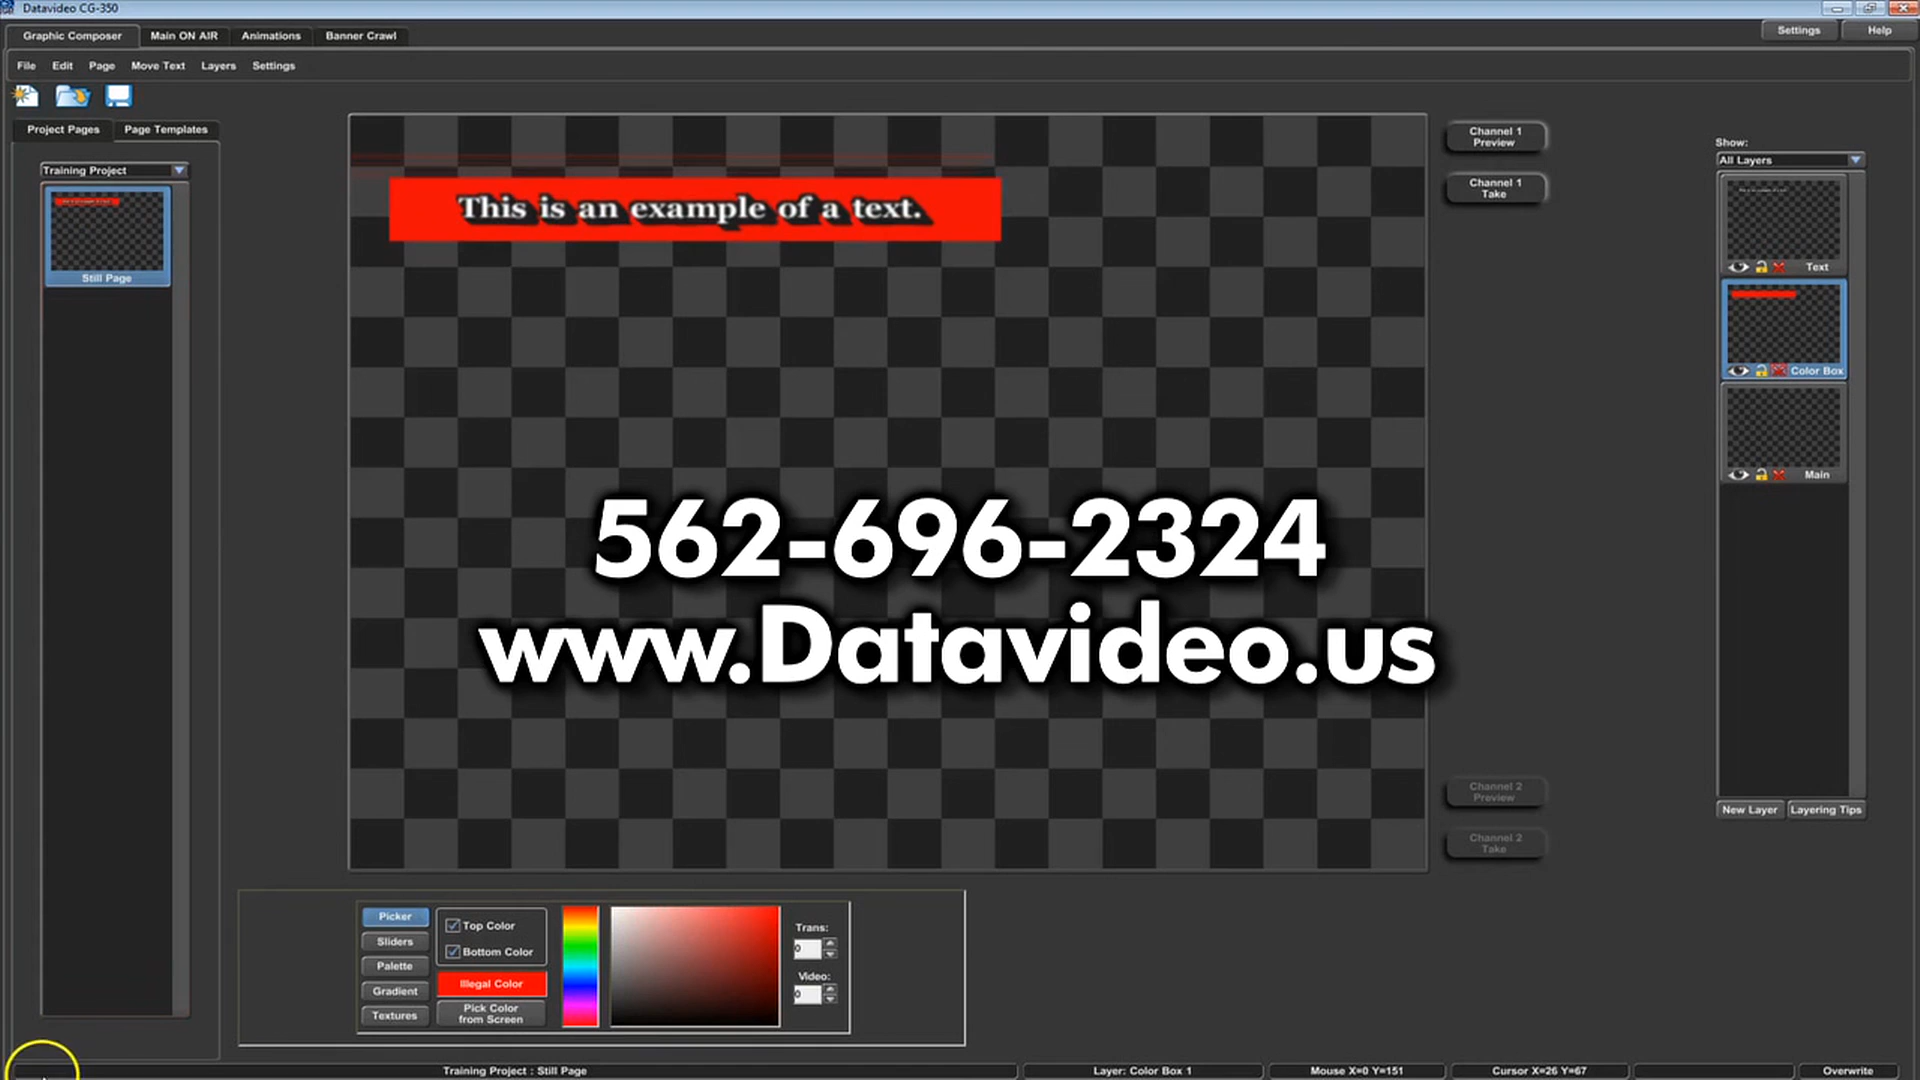 Datavideo CG-350
Graphic Composer Main ON AIR Animations Banner Crawl
Settings Help
File Edit Page Move Text Layers Settings
Project Pages Page Templates
Training Project
Still Page
This is an example of a text.
Channel 1
Preview
Channel 1
Take
Show:
All Layers
Text
Color Box
Main
562-696-2324
www.Datavideo.us
Channel 2
Preview
Channel 2
Take
New Layer Layering Tips
Picker
Sliders
Palette
Gradient
Textures
Top Color
Bottom Color
Illegal Color
Pick Color
from Screen
Trans:
0
Video:
0
Training Project : Still Page
Layer: Color Box 1
Mouse X=0 Y=151
Cursor X=26 Y=67
Overwrite